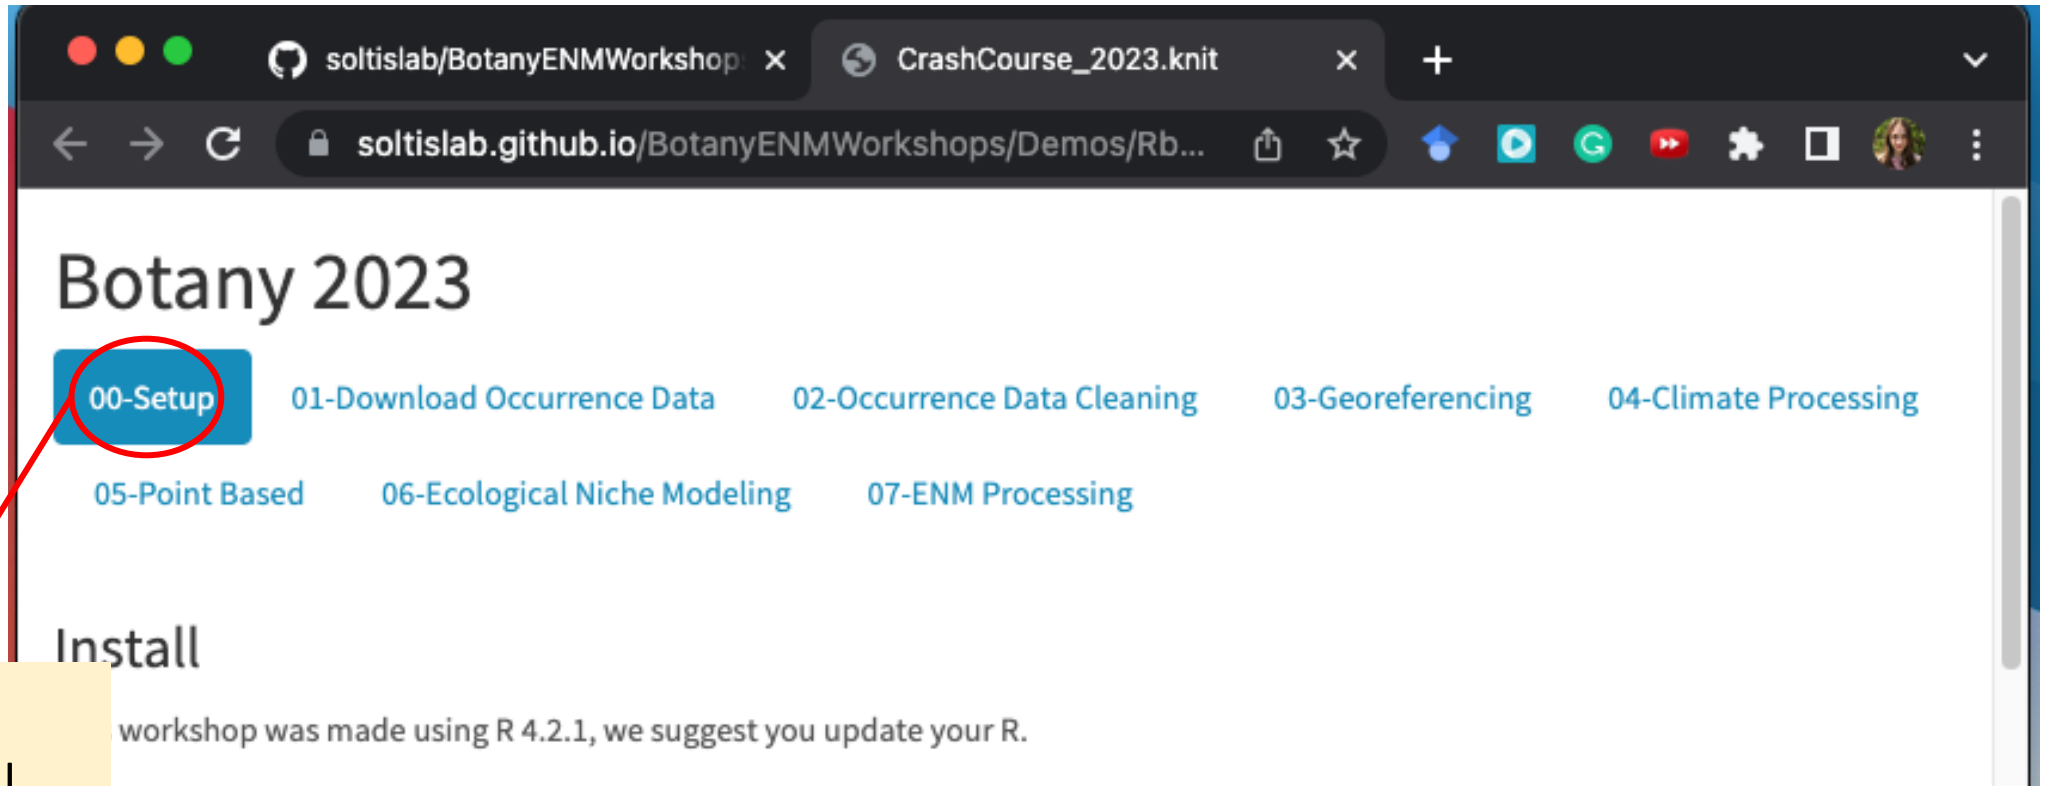 soltislab/BotanyENMWorkshop
CrashCourse_2023.knit
soltislab.github.io/BotanyENMWorkshops/Demos/Rb...
Botany 2023
00-Setup 01-Download Occurrence Data 02-Occurrence Data Cleaning 03-Georeferencing 04-Climate Processing
05-Point Based 06-Ecological Niche Modeling 07-ENM Processing
Install
workshop was made using R 4.2.1, we suggest you update your R.